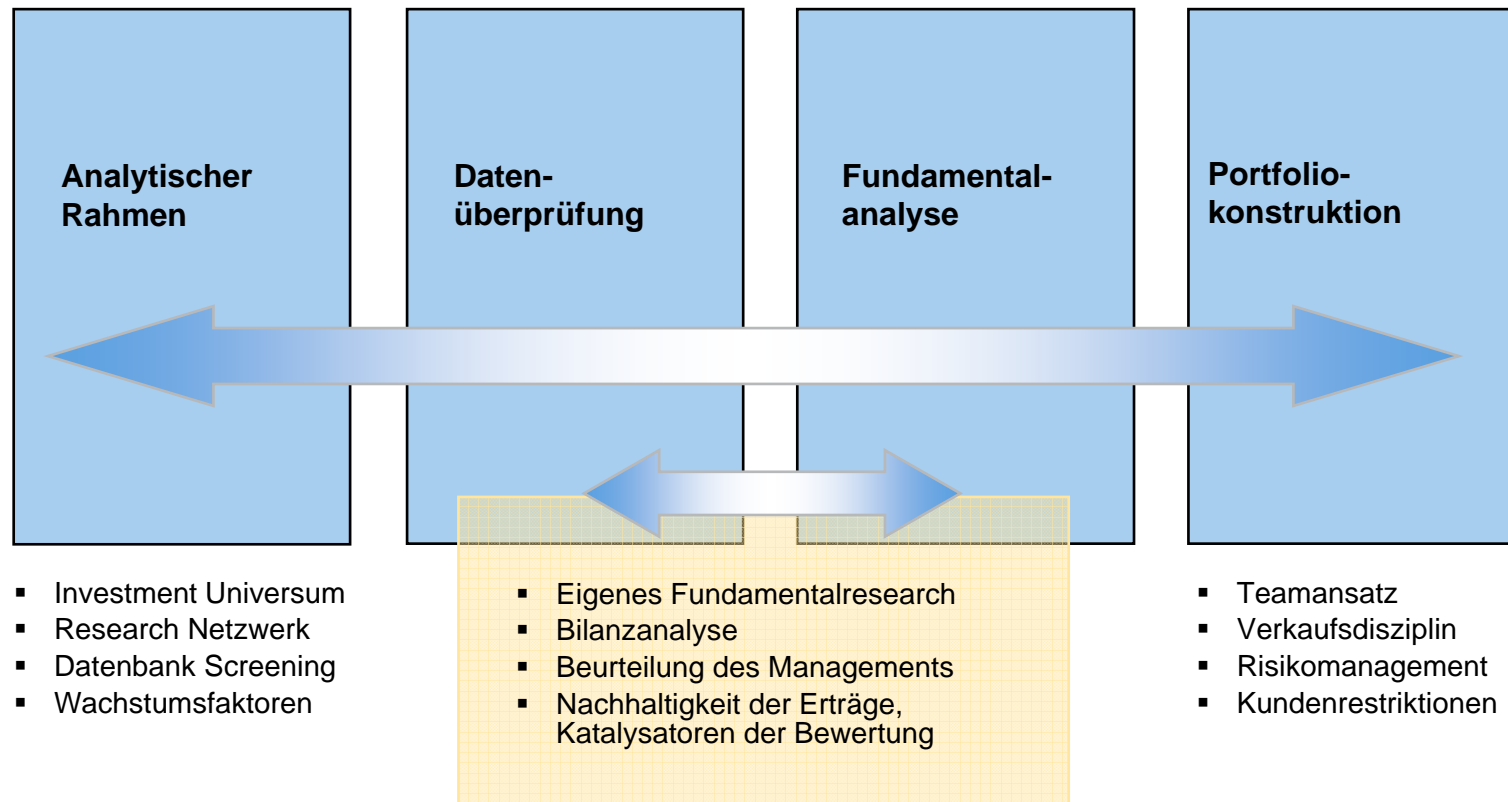 Analytischer
Rahmen
Daten-
überprüfung
Fundamental-
analyse
Portfolio-
konstruktion
▪ Investment Universum
▪ Research Netzwerk
▪ Datenbank Screening
▪ Wachstumsfaktoren
▪ Eigenes Fundamentalresearch
▪ Bilanzanalyse
▪ Beurteilung des Managements
▪ Nachhaltigkeit der Erträge,
Katalysatoren der Bewertung
▪ Teamansatz
▪ Verkaufsdisziplin
▪ Risikomanagement
▪ Kundenrestriktionen